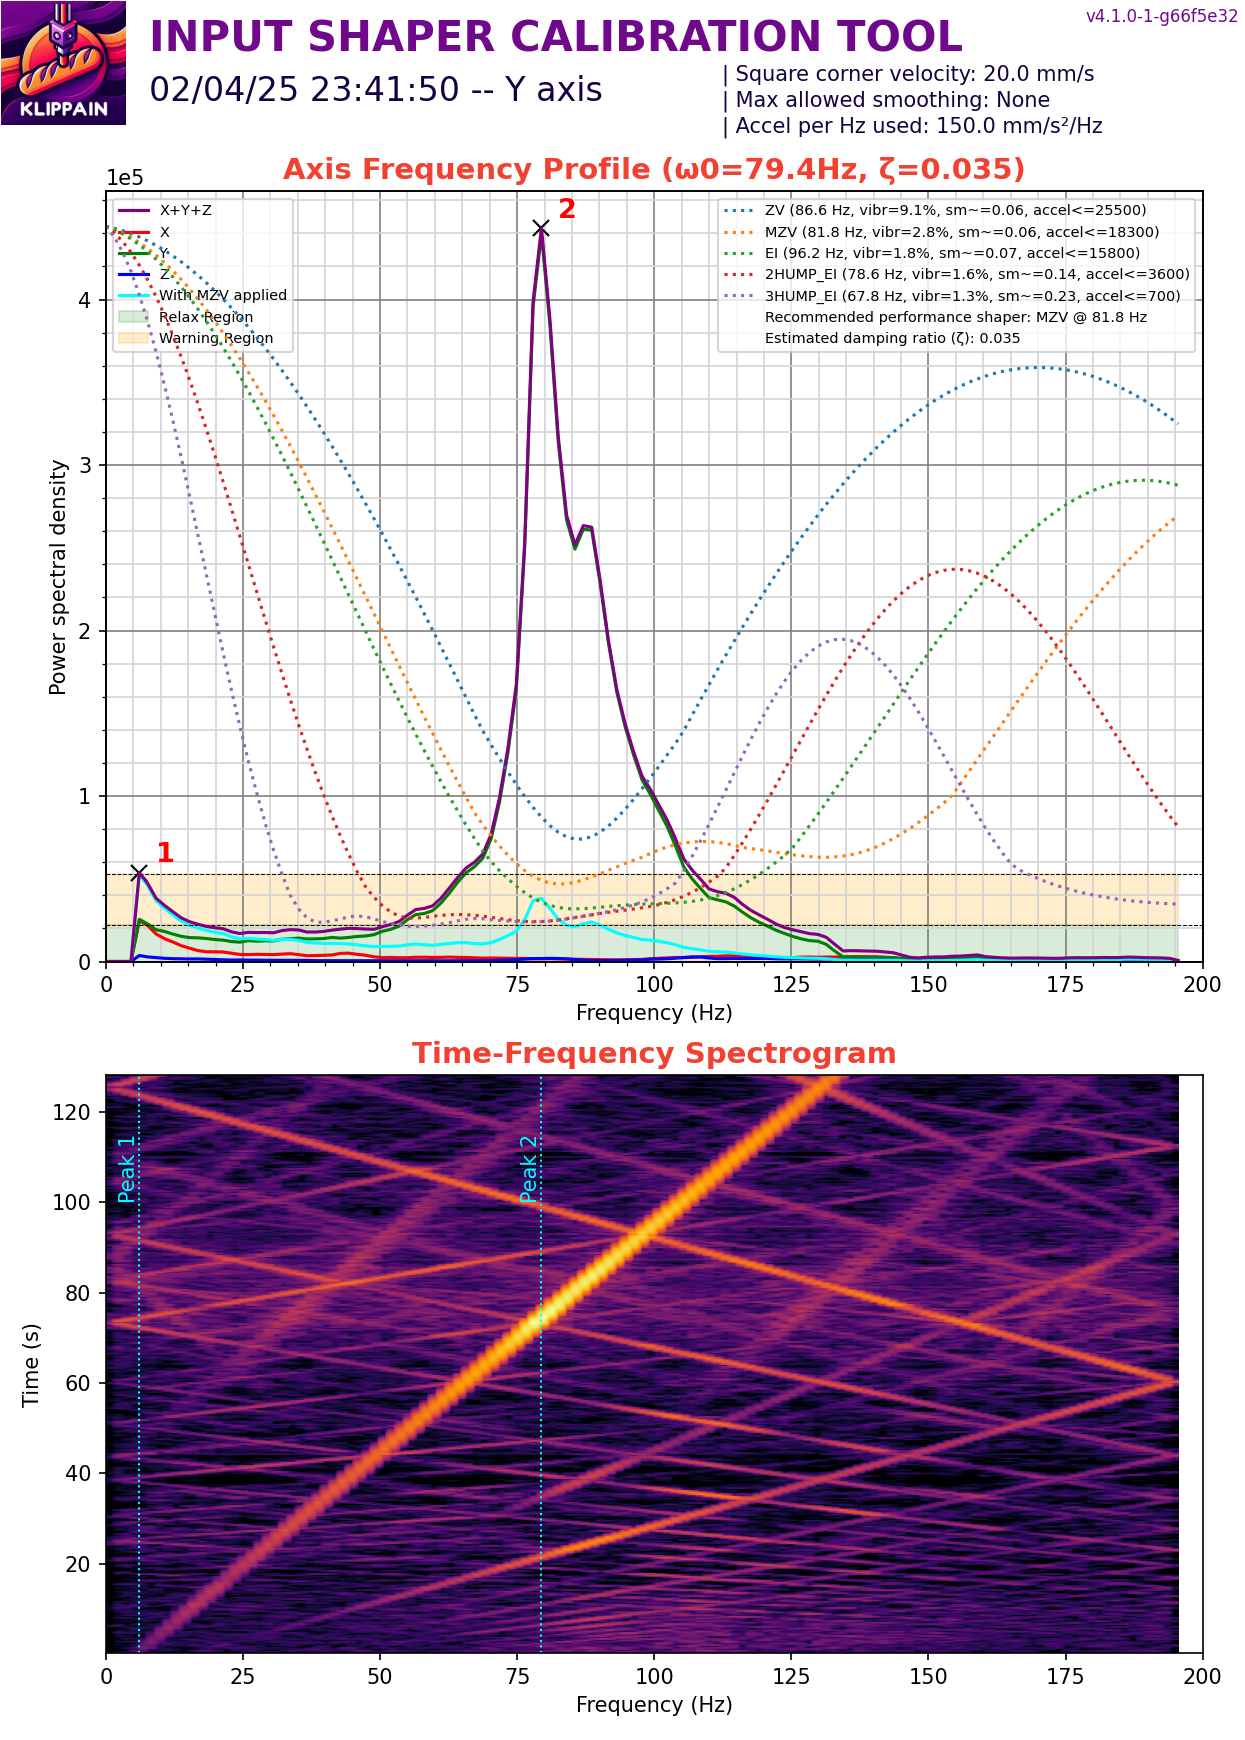 v4.1.0-1-g66f5e32
INPUT SHAPER CALIBRATION TOOL
02/04/25 23:41:50 -- Y axis
| Square corner velocity: 20.0 mm/s
| Max allowed smoothing: None
| Accel per Hz used: 150.0 mm/s²/Hz
KLIPPAIN
Axis Frequency Profile (ω0=79.4Hz, ζ=0.035)
1e5
X+Y+Z
X
Y
Z
With MZV applied
Relax Region
Warning Region
ZV (86.6 Hz, vibr=9.1%, sm~=0.06, accel<=25500)
MZV (81.8 Hz, vibr=2.8%, sm~=0.06, accel<=18300)
EI (96.2 Hz, vibr=1.8%, sm~=0.07, accel<=15800)
2HUMP_EI (78.6 Hz, vibr=1.6%, sm~=0.14, accel<=3600)
3HUMP_EI (67.8 Hz, vibr=1.3%, sm~=0.23, accel<=700)
Recommended performance shaper: MZV @ 81.8 Hz
Estimated damping ratio (ζ): 0.035
2
1
Power spectral density
4
3
2
1
0
0 25 50 75 100 125 150 175 200
Frequency (Hz)
Time-Frequency Spectrogram
Peak 1
Peak 2
Time (s)
120
100
80
60
40
20
0 25 50 75 100 125 150 175 200
Frequency (Hz)